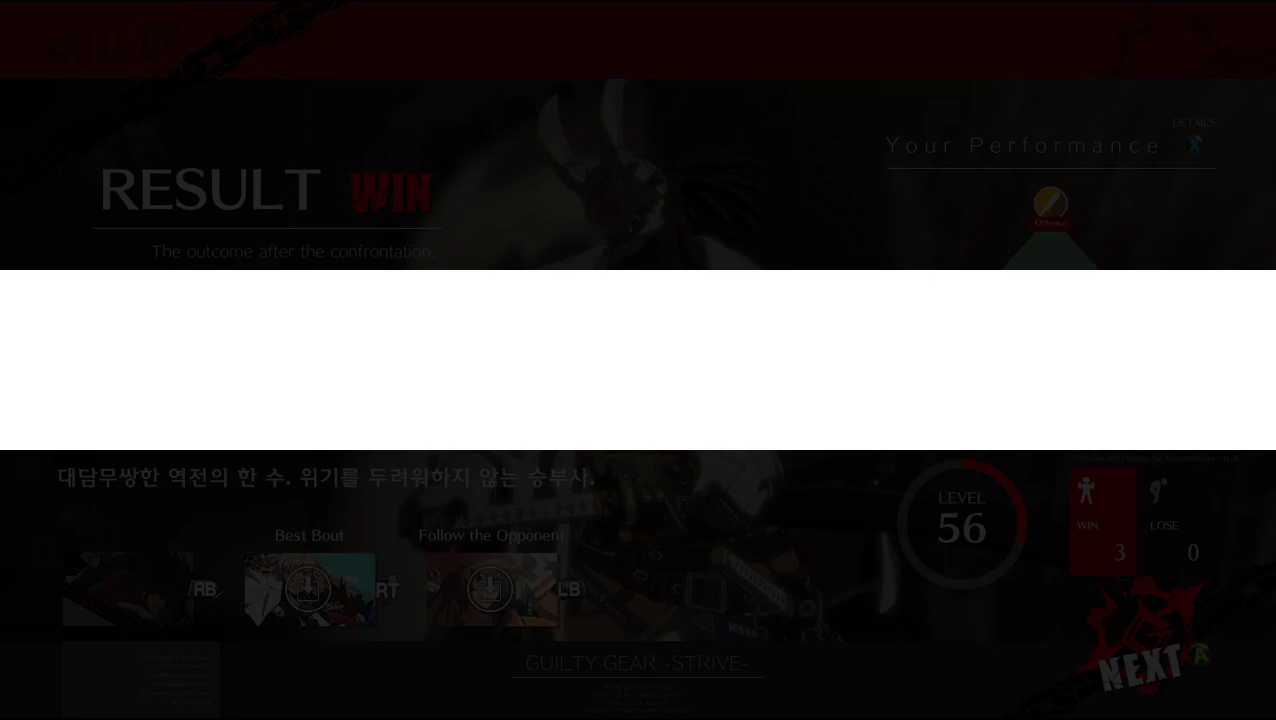 DETAILS
Your Performance
X
RESULT WIN
Offense
The outcome after the confrontation.
대담무쌍한 역전의 한 수. 위기를 두려워하지 않는 승부사.
LEVEL
56
WIN
3
LOSE
0
Best Bout
Follow the Opponent
RB
RT
LB
GUILTY GEAR -STRIVE-
NEXT A